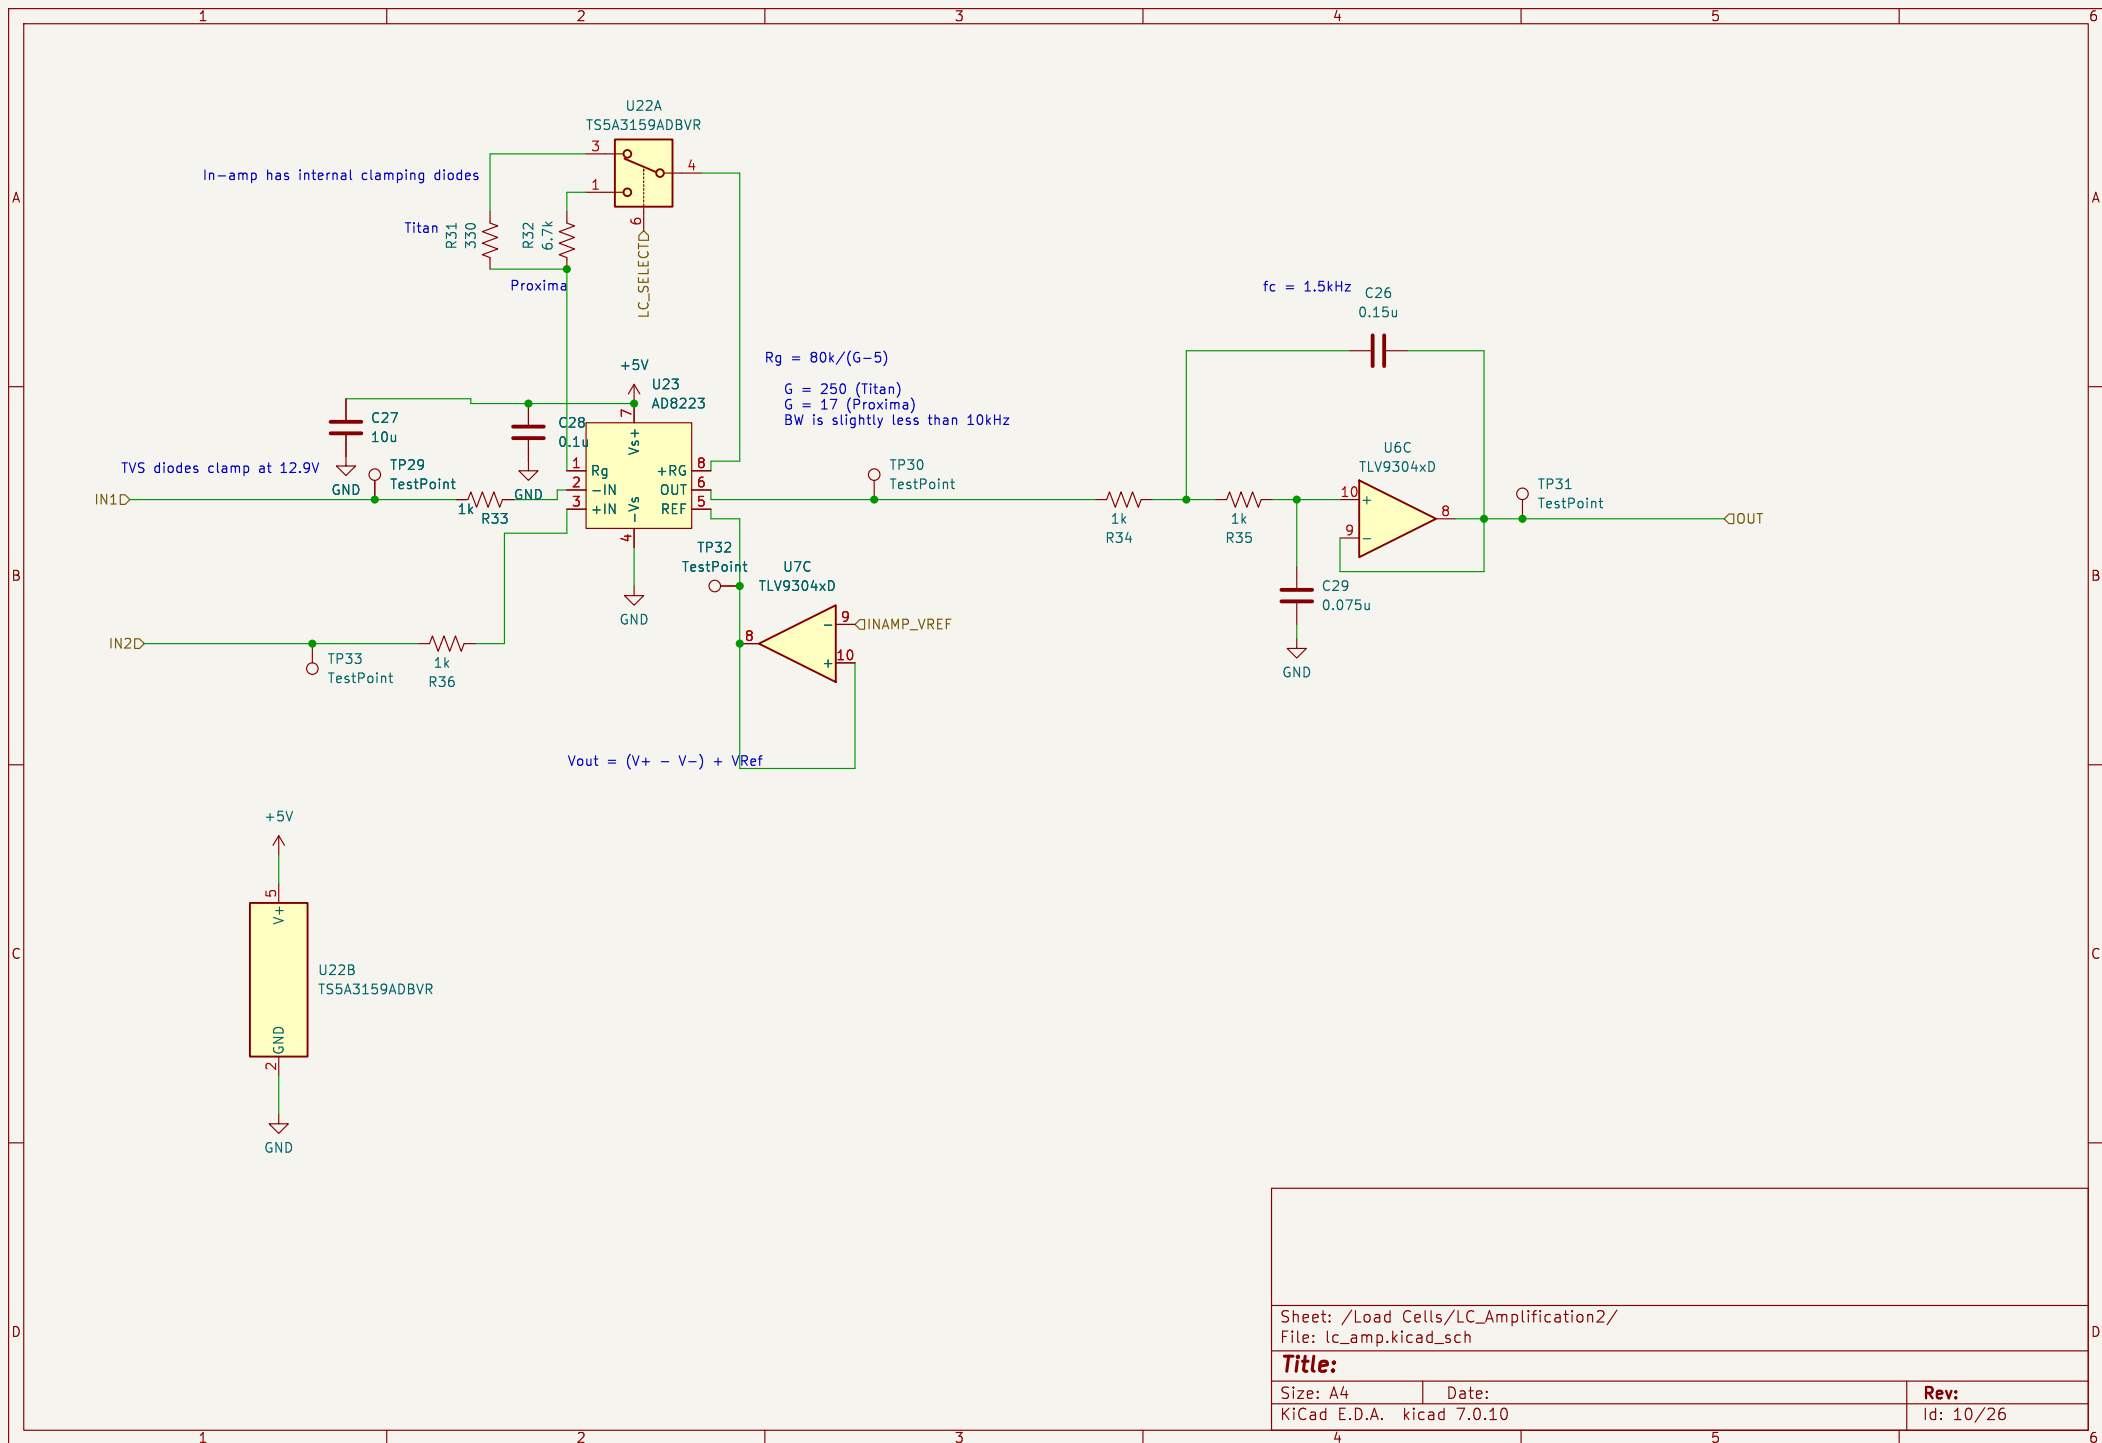 1 2 3 4 5 6
A
B
C
D
A
B
C
D
1 2 3 4 5 6
U22A
TS5A3159ADBVR
3
1
4
6
LC_SELECT
In-amp has internal clamping diodes
Titan
R31
330
R32
6.7k
Proxima
fc = 1.5kHz
C26
0.15u
Rg = 80k/(G-5)
G = 250 (Titan)
G = 17 (Proxima)
BW is slightly less than 10kHz
+5V
U23
AD8223
7
Vs+
C27
10u
GND
C28
0.1u
GND
TVS diodes clamp at 12.9V
TP29
TestPoint
IN1
1k
R33
1 Rg
2 -IN
3 +IN
+RG 8
OUT 6
REF 5
-Vs
4
GND
TP30
TestPoint
1k
R34
1k
R35
U6C
TLV9304xD
10 +
9 -
8
TP31
TestPoint
OUT
C29
0.075u
GND
TP32
TestPoint
U7C
TLV9304xD
8
- 9
+ 10
INAMP_VREF
IN2
TP33
TestPoint
1k
R36
Vout = (V+ - V-) + VRef
+5V
5
V+
U22B
TS5A3159ADBVR
GND
2
GND
Sheet: /Load Cells/LC_Amplification2/
File: lc_amp.kicad_sch
Title:
Size: A4 Date: Rev:
KiCad E.D.A. kicad 7.0.10 Id: 10/26